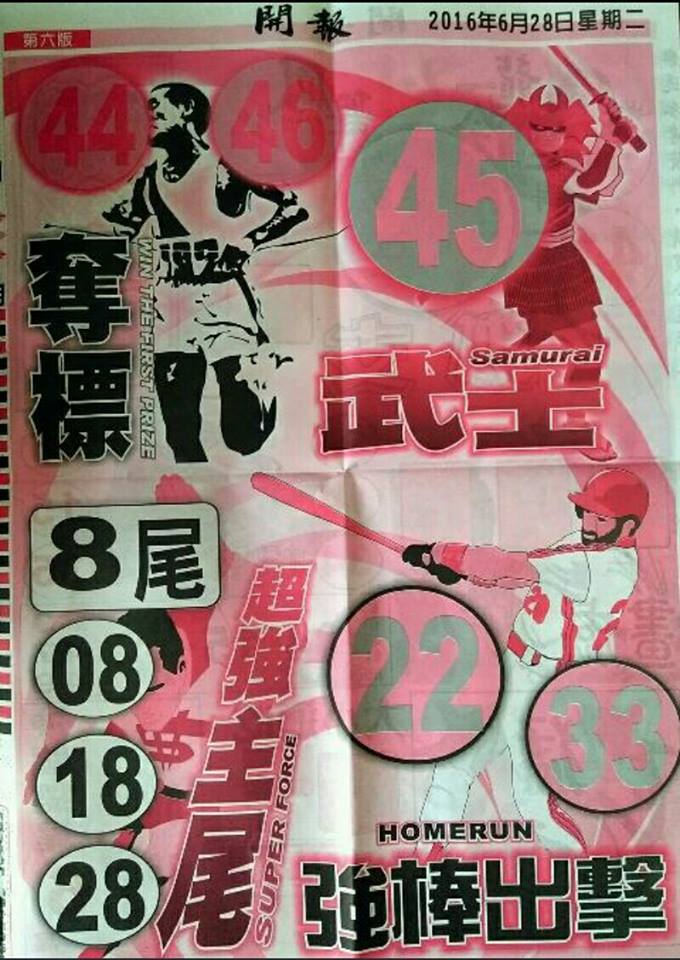 開報
2016年6月28日星期二
第六版
44
46
45
奪標
WIN THE FIRST PRIZE
Samurai
武士
8尾
08
18
28
超強主尾
SUPER FORCE
22
33
HOMERUN
強棒出擊